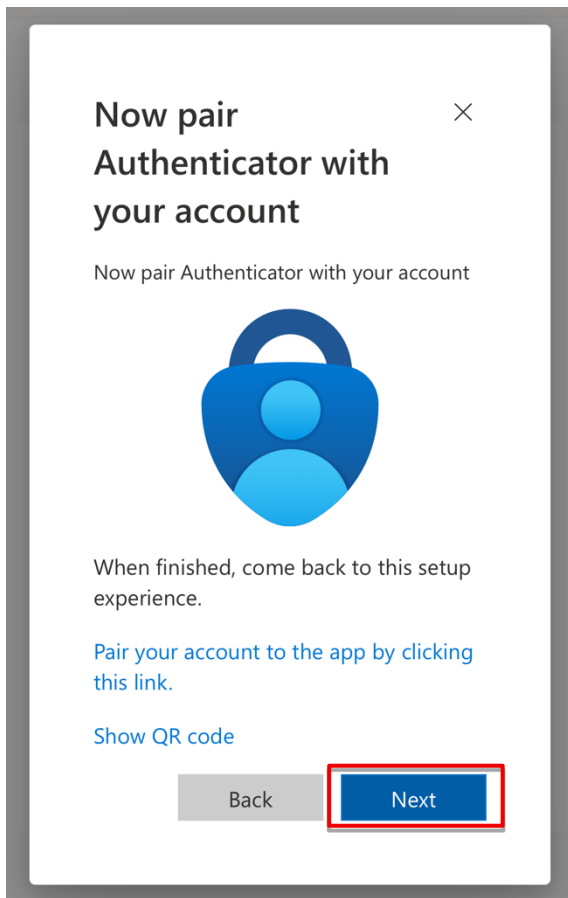 Now pair
Authenticator with
your account
Now pair Authenticator with your account
When finished, come back to this setup
experience.
Pair your account to the app by clicking
this link.
Show QR code
Back
Next